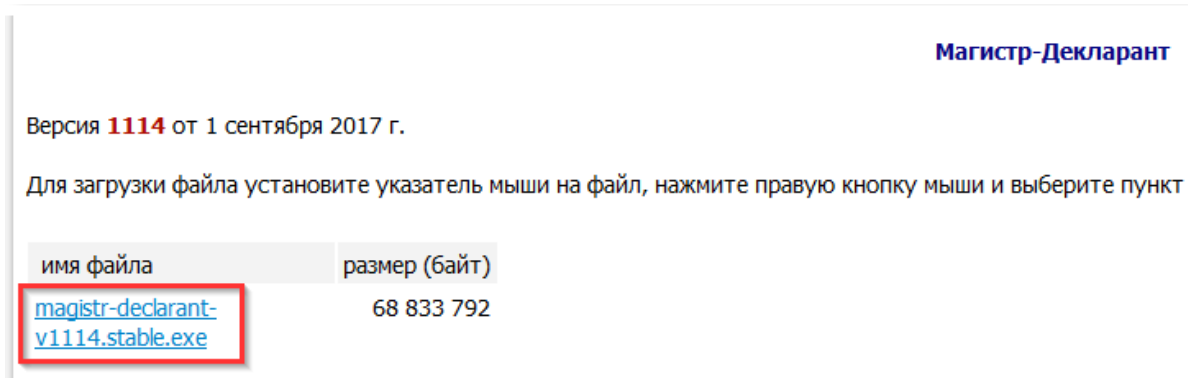 Магистр-Декларант
Версия 1114 от 1 сентября 2017 г.
Для загрузки файла установите указатель мыши на файл, нажмите правую кнопку мыши и выберите пункт
имя файла размер (байт)
magistr-declarant- 68 833 792
v1114.stable.exe